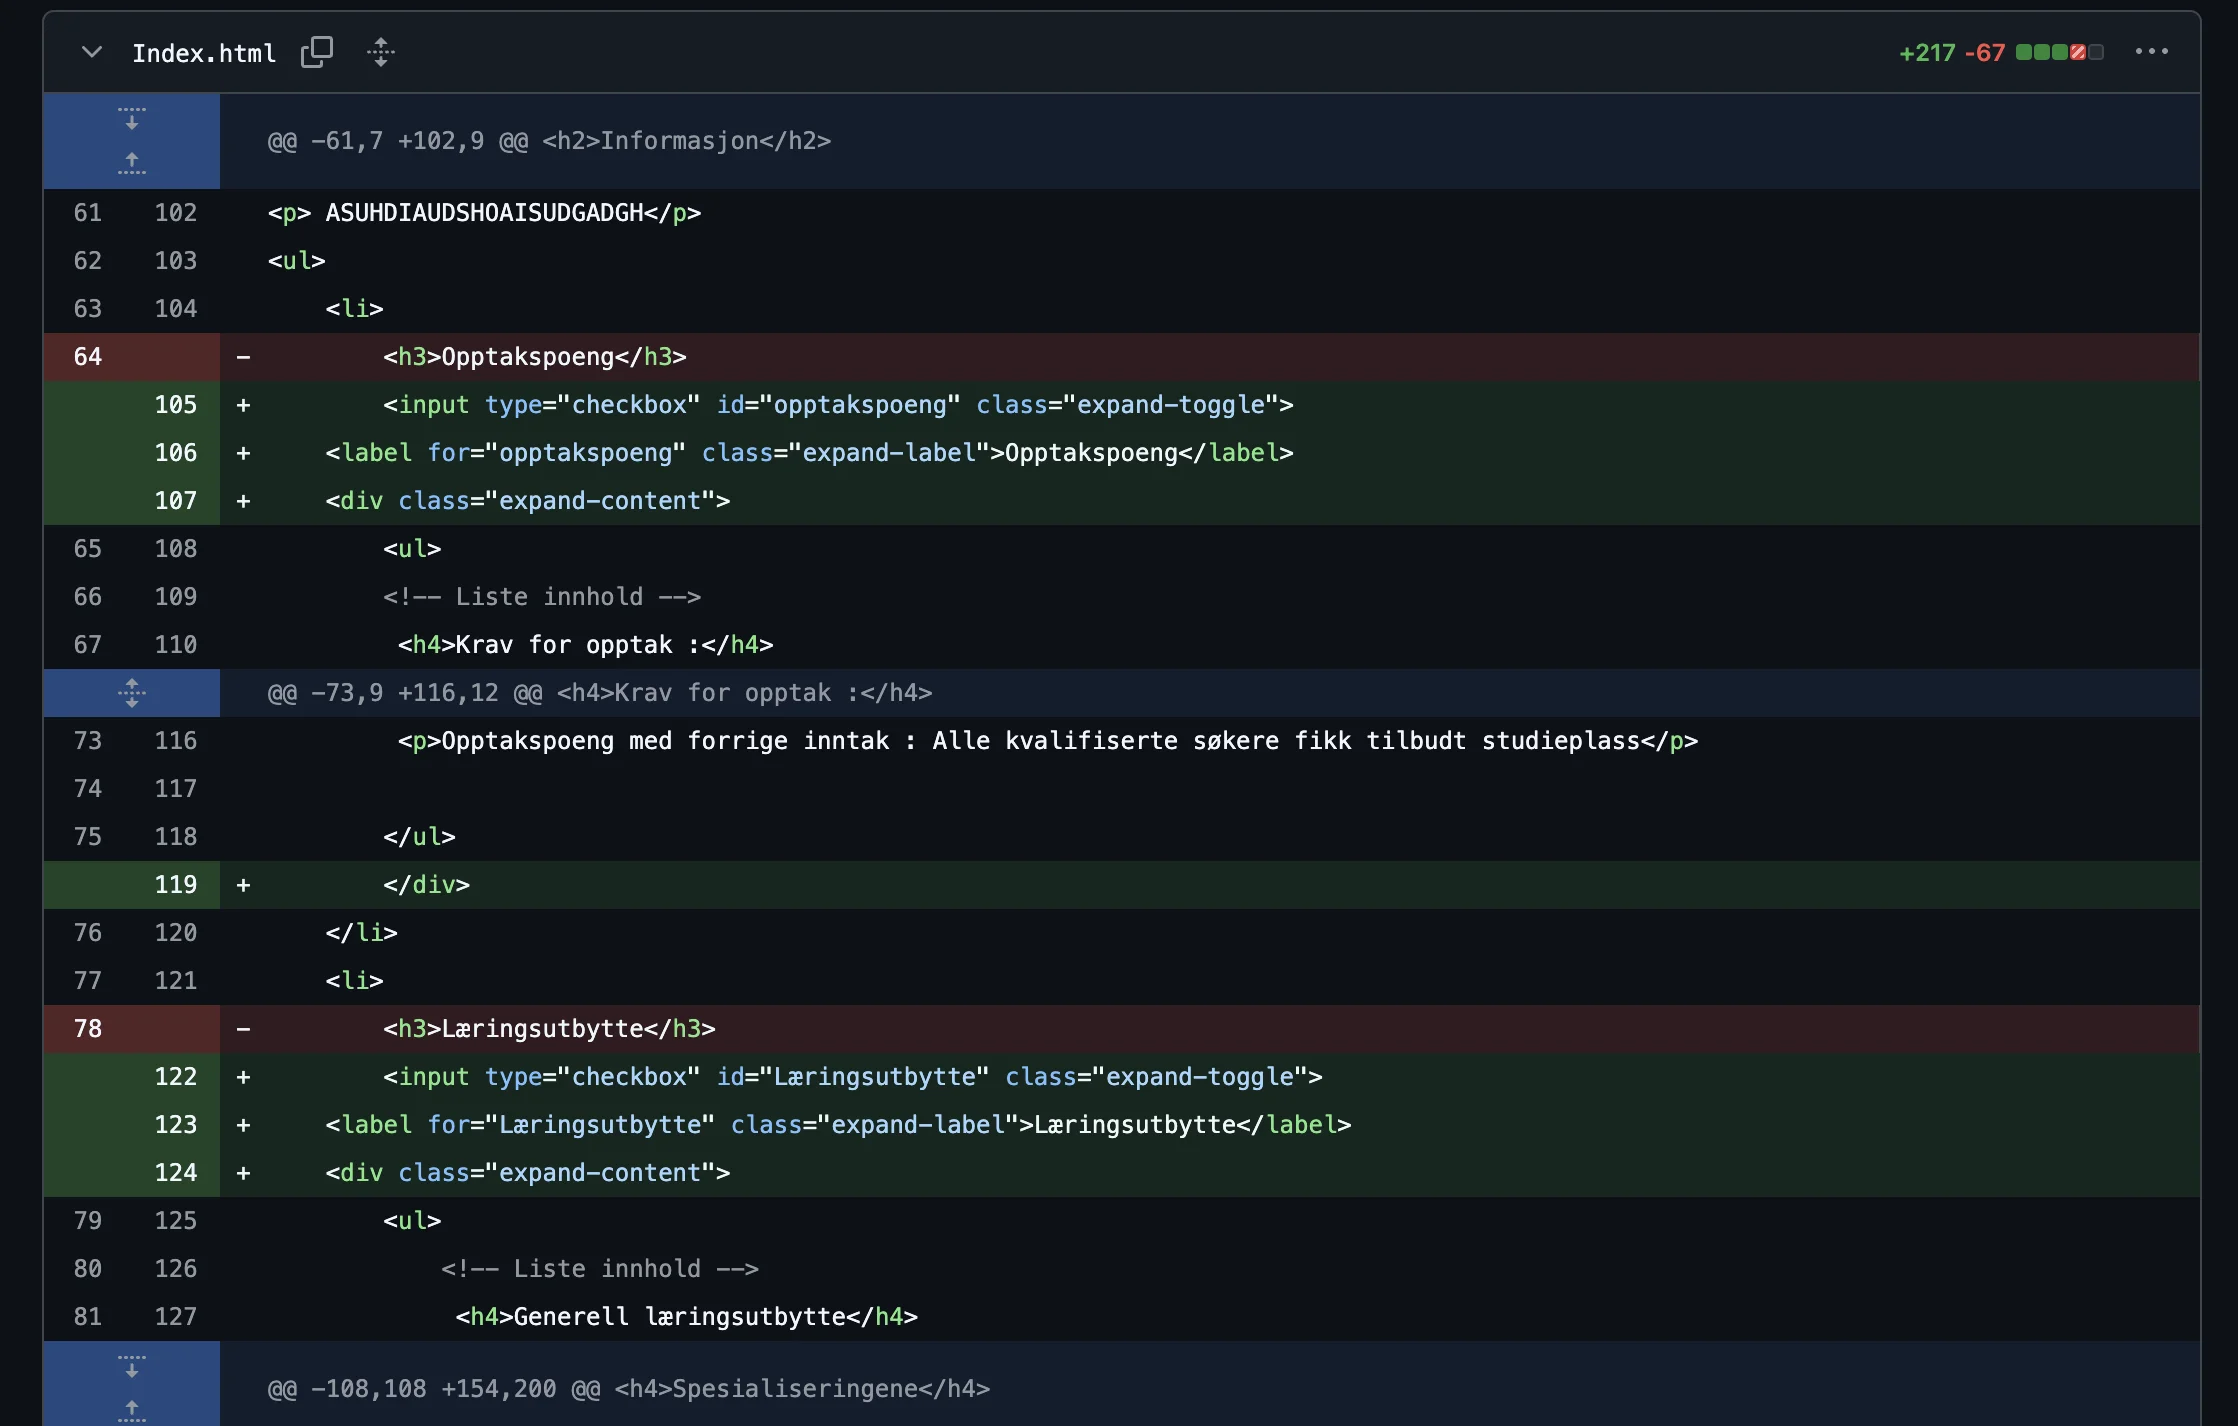 Index.html +217 -67
@@ -61,7 +102,9 @@ <h2>Informasjon</h2>
61 102 <p> ASUHDIAUDSHOAISUDGADGH</p>
62 103 <ul>
63 104 <li>
64 - <h3>Opptakspoeng</h3>
105 + <input type="checkbox" id="opptakspoeng" class="expand-toggle">
106 + <label for="opptakspoeng" class="expand-label">Opptakspoeng</label>
107 + <div class="expand-content">
65 108 <ul>
66 109 <!-- Liste innhold -->
67 110 <h4>Krav for opptak :</h4>
@@ -73,9 +116,12 @@ <h4>Krav for opptak :</h4>
73 116 <p>Opptakspoeng med forrige inntak : Alle kvalifiserte søkere fikk tilbudt studieplass</p>
74 117
75 118 </ul>
119 + </div>
76 120 </li>
77 121 <li>
78 - <h3>Læringsutbytte</h3>
122 + <input type="checkbox" id="Læringsutbytte" class="expand-toggle">
123 + <label for="Læringsutbytte" class="expand-label">Læringsutbytte</label>
124 + <div class="expand-content">
79 125 <ul>
80 126 <!-- Liste innhold -->
81 127 <h4>Generell læringsutbytte</h4>
@@ -108,108 +154,200 @@ <h4>Spesialiseringene</h4>